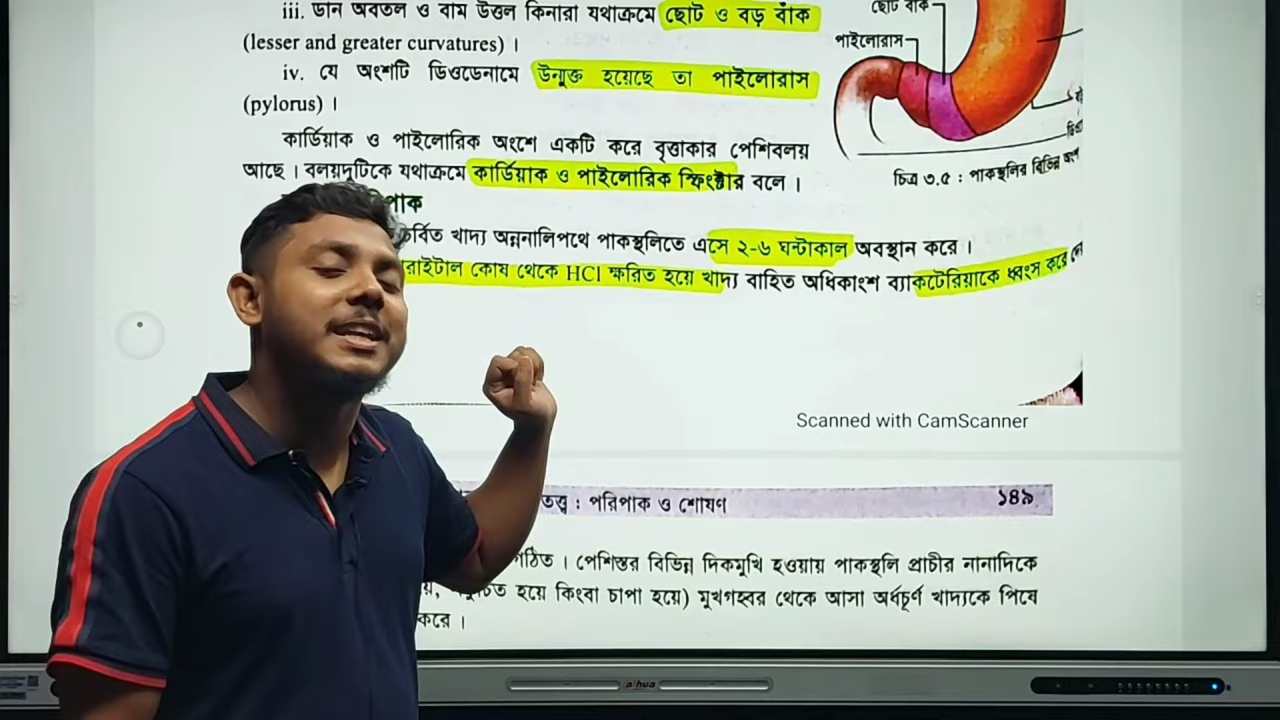 iii. ডান অবতল ও বাম উত্তল কিনারা যথাক্রমে ছোট ও বড় বাঁক
(lesser and greater curvatures) ।
iv. যে অংশটি ডিওডেনামে উন্মুক্ত হয়েছে তা পাইলোরাস
(pylorus) ।
কার্ডিয়াক ও পাইলোরিক অংশে একটি করে বৃত্তাকার পেশিবলয়
আছে । বলয়দুটিকে যথাক্রমে কার্ডিয়াক ও পাইলোরিক স্ফিংক্টার বলে ।
ছোট বাঁক
পাইলোরাস
চিত্র ৩.৫ : পাকস্থলির বিভিন্ন অংশ
পাক
চর্বিত খাদ্য অন্ননালিপথে পাকস্থলিতে এসে ২-৬ ঘন্টাকাল অবস্থান করে ।
রাইটাল কোষ থেকে HCl ক্ষরিত হয়ে খাদ্য বাহিত অধিকাংশ ব্যাকটেরিয়াকে ধ্বংস করে
Scanned with CamScanner
তত্ত্ব : পরিপাক ও শোষণ ১৪৯
গঠিত । পেশিস্তর বিভিন্ন দিকমুখি হওয়ায় পাকস্থলি প্রাচীর নানাদিকে
হয়ে কিংবা চাপা হয়ে) মুখগহ্বর থেকে আসা অর্ধচূর্ণ খাদ্যকে পিষে
করে ।
alhua